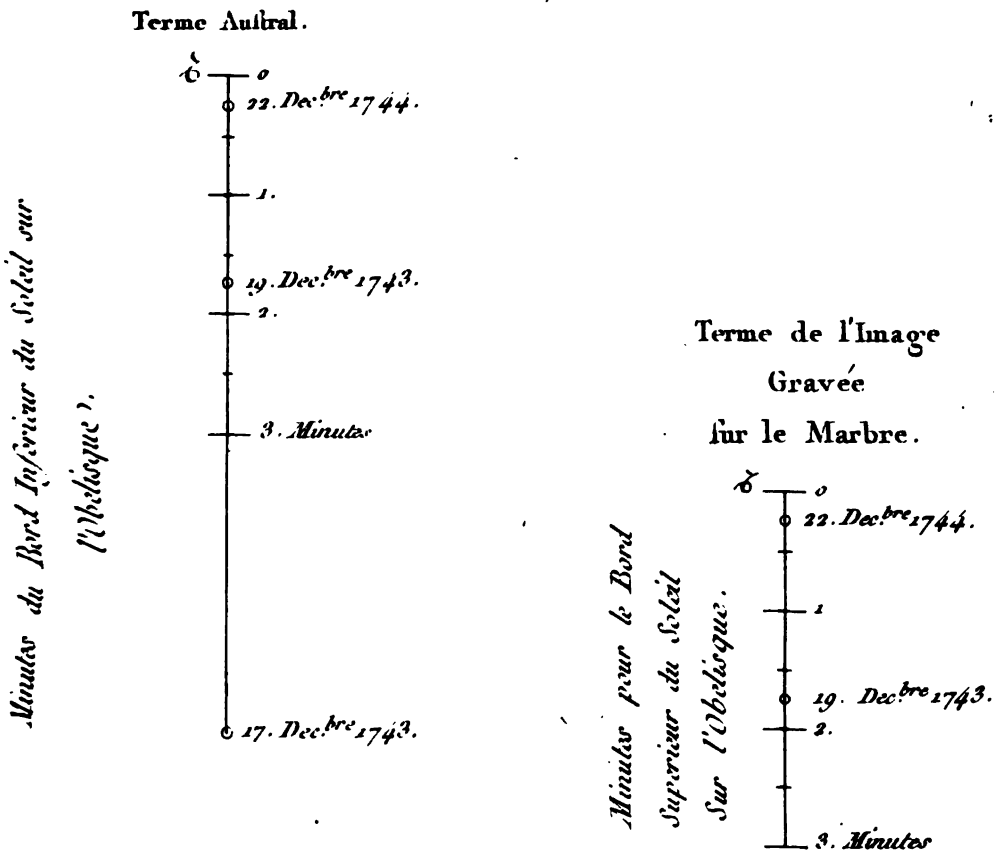 Terme Austral.
♑ 0
22. Dec.bre 1744.
1.
19. Dec.bre 1743.
2.
3. Minutes
17. Dec.bre 1743.
Minutes du Bord Inférieur du Soleil sur
l'Obelisque.
Terme de l'Image
Gravée
sur le Marbre.
♑ 0
22. Dec.bre 1744.
1
19. Dec.bre 1743.
2.
3. Minutes
Minutes pour le Bord
Superieur du Soleil
Sur l'Obelisque.